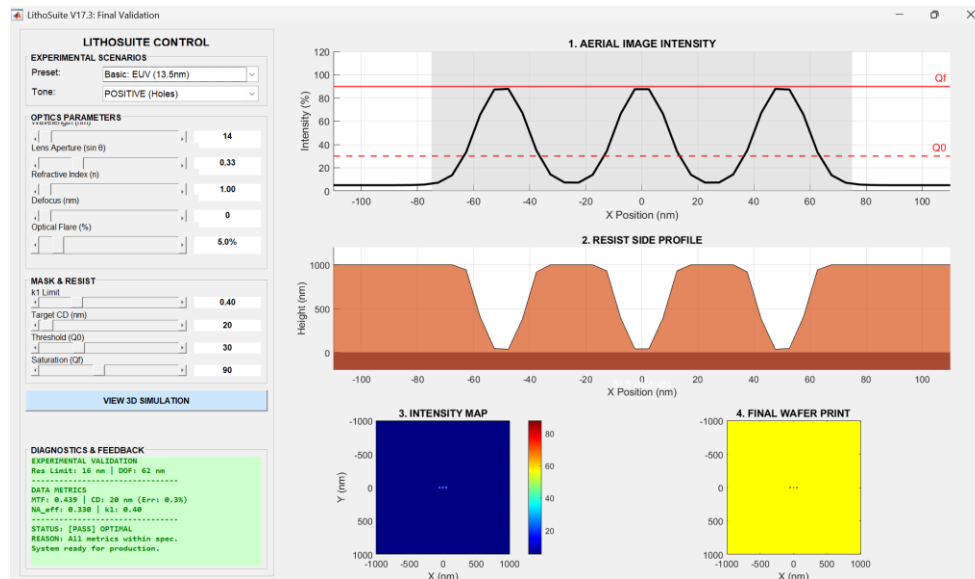 LithoSuite V17.3: Final Validation
LITHOSUITE CONTROL
EXPERIMENTAL SCENARIOS
Preset: Basic: EUV (13.5nm)
Tone: POSITIVE (Holes)
OPTICS PARAMETERS
Wavelength (nm)
14
Lens Aperture (sin θ)
0.33
Refractive Index (n)
1.00
Defocus (nm)
0
Optical Flare (%)
5.0%
MASK & RESIST
k1 Limit
0.40
Target CD (nm)
20
Threshold (Q0)
30
Saturation (Qf)
90
VIEW 3D SIMULATION
DIAGNOSTICS & FEEDBACK
EXPERIMENTAL VALIDATION
Res Limit: 16 nm | DOF: 62 nm
--------------------------------
DATA METRICS
MTF: 0.439 | CD: 20 nm (Err: 0.3%)
NA_eff: 0.330 | k1: 0.40
--------------------------------
STATUS: [PASS] OPTIMAL
REASON: All metrics within spec.
System ready for production.
1. AERIAL IMAGE INTENSITY
120
100
80
60
40
20
0
Intensity (%)
Qf
Q0
-100 -80 -60 -40 -20 0 20 40 60 80 100
X Position (nm)
2. RESIST SIDE PROFILE
1000
500
0
Height (nm)
-100 -80 -60 -40 -20 0 20 40 60 80 100
X Position (nm)
3. INTENSITY MAP
-1000
-500
0
500
1000
Y (nm)
-1000 -500 0 500 1000
X (nm)
80
60
40
20
4. FINAL WAFER PRINT
-1000
-500
0
500
1000
-1000 -500 0 500 1000
X (nm)